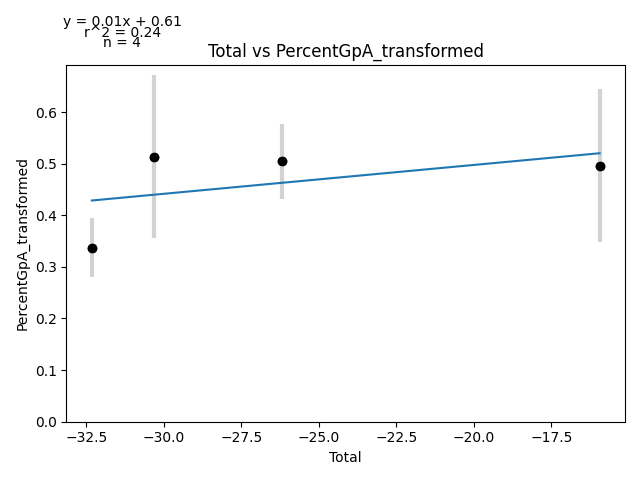 y = 0.01x + 0.61
r^2 = 0.24
n = 4
Total vs PercentGpA_transformed
PercentGpA_transformed
0.6
0.5
0.4
0.3
0.2
0.1
0.0
−32.5 −30.0 −27.5 −25.0 −22.5 −20.0 −17.5
Total